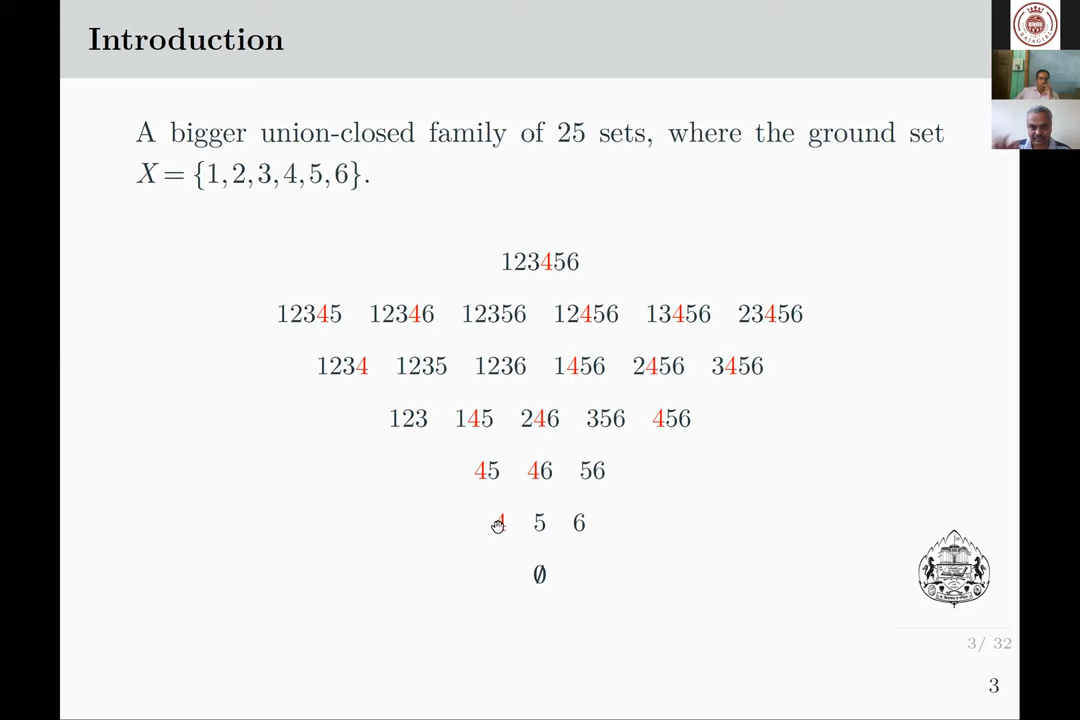 Introduction
A bigger union-closed family of 25 sets, where the ground set
X = {1,2,3,4,5,6}.
123456
12345 12346 12356 12456 13456 23456
1234 1235 1236 1456 2456 3456
123 145 246 356 456
45 46 56
4 5 6
∅
3/ 32
3
RAJAGIRI